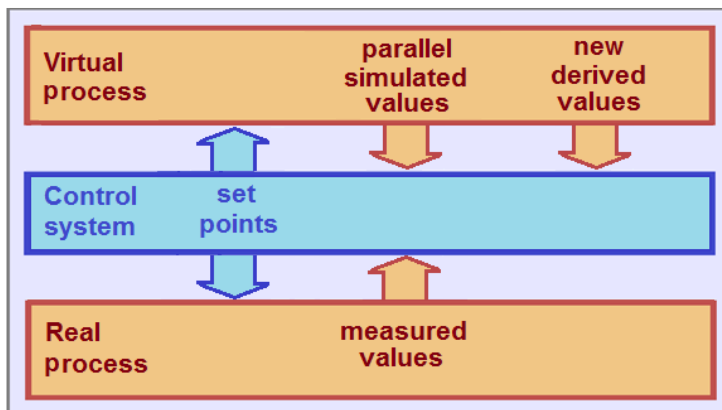 Virtual
process
parallel
simulated
values
new
derived
values
Control
system
set
points
Real
process
measured
values